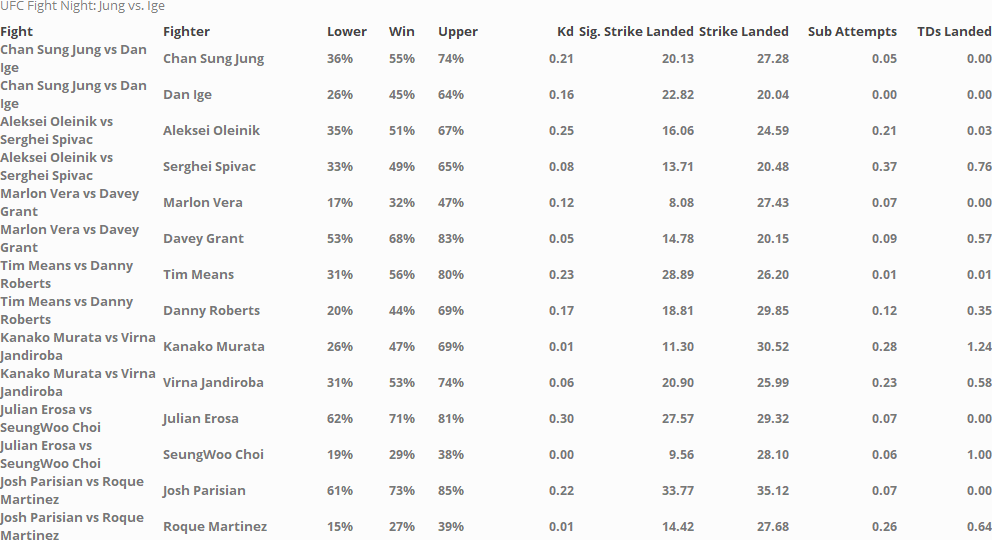 UFC Fight Night: Jung vs. Ige
Fight Fighter Lower Win Upper Kd Sig. Strike Landed Strike Landed Sub Attempts TDs Landed
Chan Sung Jung vs Dan
Ige
Chan Sung Jung 36% 55% 74% 0.21 20.13 27.28 0.05 0.00
Chan Sung Jung vs Dan
Ige
Dan Ige 26% 45% 64% 0.16 22.82 20.04 0.00 0.00
Aleksei Oleinik vs
Serghei Spivac
Aleksei Oleinik 35% 51% 67% 0.25 16.06 24.59 0.21 0.03
Aleksei Oleinik vs
Serghei Spivac
Serghei Spivac 33% 49% 65% 0.08 13.71 20.48 0.37 0.76
Marlon Vera vs Davey
Grant
Marlon Vera 17% 32% 47% 0.12 8.08 27.43 0.07 0.00
Marlon Vera vs Davey
Grant
Davey Grant 53% 68% 83% 0.05 14.78 20.15 0.09 0.57
Tim Means vs Danny
Roberts
Tim Means 31% 56% 80% 0.23 28.89 26.20 0.01 0.01
Tim Means vs Danny
Roberts
Danny Roberts 20% 44% 69% 0.17 18.81 29.85 0.12 0.35
Kanako Murata vs Virna
Jandiroba
Kanako Murata 26% 47% 69% 0.01 11.30 30.52 0.28 1.24
Kanako Murata vs Virna
Jandiroba
Virna Jandiroba 31% 53% 74% 0.06 20.90 25.99 0.23 0.58
Julian Erosa vs
SeungWoo Choi
Julian Erosa 62% 71% 81% 0.30 27.57 29.32 0.07 0.00
Julian Erosa vs
SeungWoo Choi
SeungWoo Choi 19% 29% 38% 0.00 9.56 28.10 0.06 1.00
Josh Parisian vs Roque
Martinez
Josh Parisian 61% 73% 85% 0.22 33.77 35.12 0.07 0.00
Josh Parisian vs Roque
Martinez
Roque Martinez 15% 27% 39% 0.01 14.42 27.68 0.26 0.64